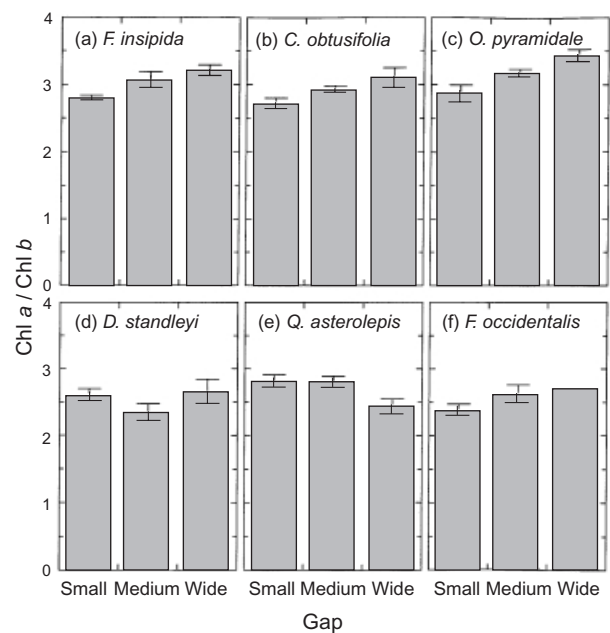 Chl a / Chl b
4
3
2
1
0
(a) F. insipida
(b) C. obtusifolia
(c) O. pyramidale
4
3
2
1
0
(d) D. standleyi
(e) Q. asterolepis
(f) F. occidentalis
Small Medium Wide Small Medium Wide Small Medium Wide
Gap